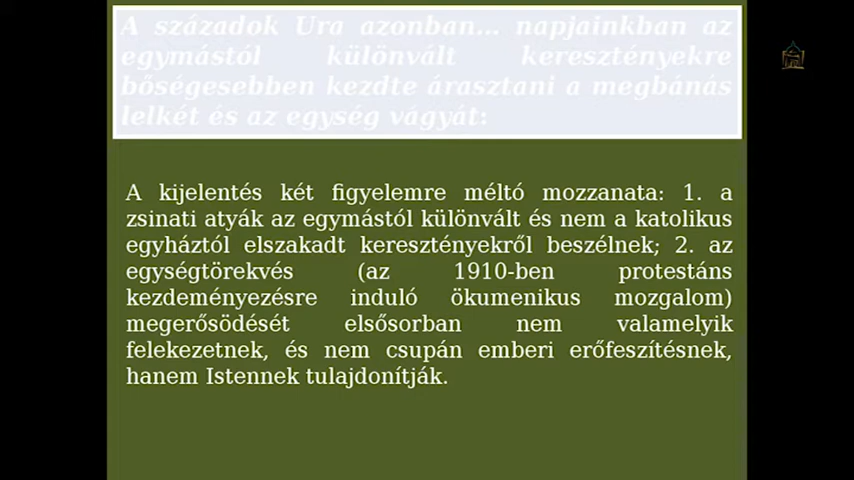 A századok Ura azonban... napjainkban az
egymástól különvált keresztényekre
bőségesebben kezdte árasztani a megbánás
lelkét és az egység vágyát:
A kijelentés két figyelemre méltó mozzanata: 1. a
zsinati atyák az egymástól különvált és nem a katolikus
egyháztól elszakadt keresztényekről beszélnek; 2. az
egységtörekvés (az 1910-ben protestáns
kezdeményezésre induló ökumenikus mozgalom)
megerősödését elsősorban nem valamelyik
felekezetnek, és nem csupán emberi erőfeszítésnek,
hanem Istennek tulajdonítják.